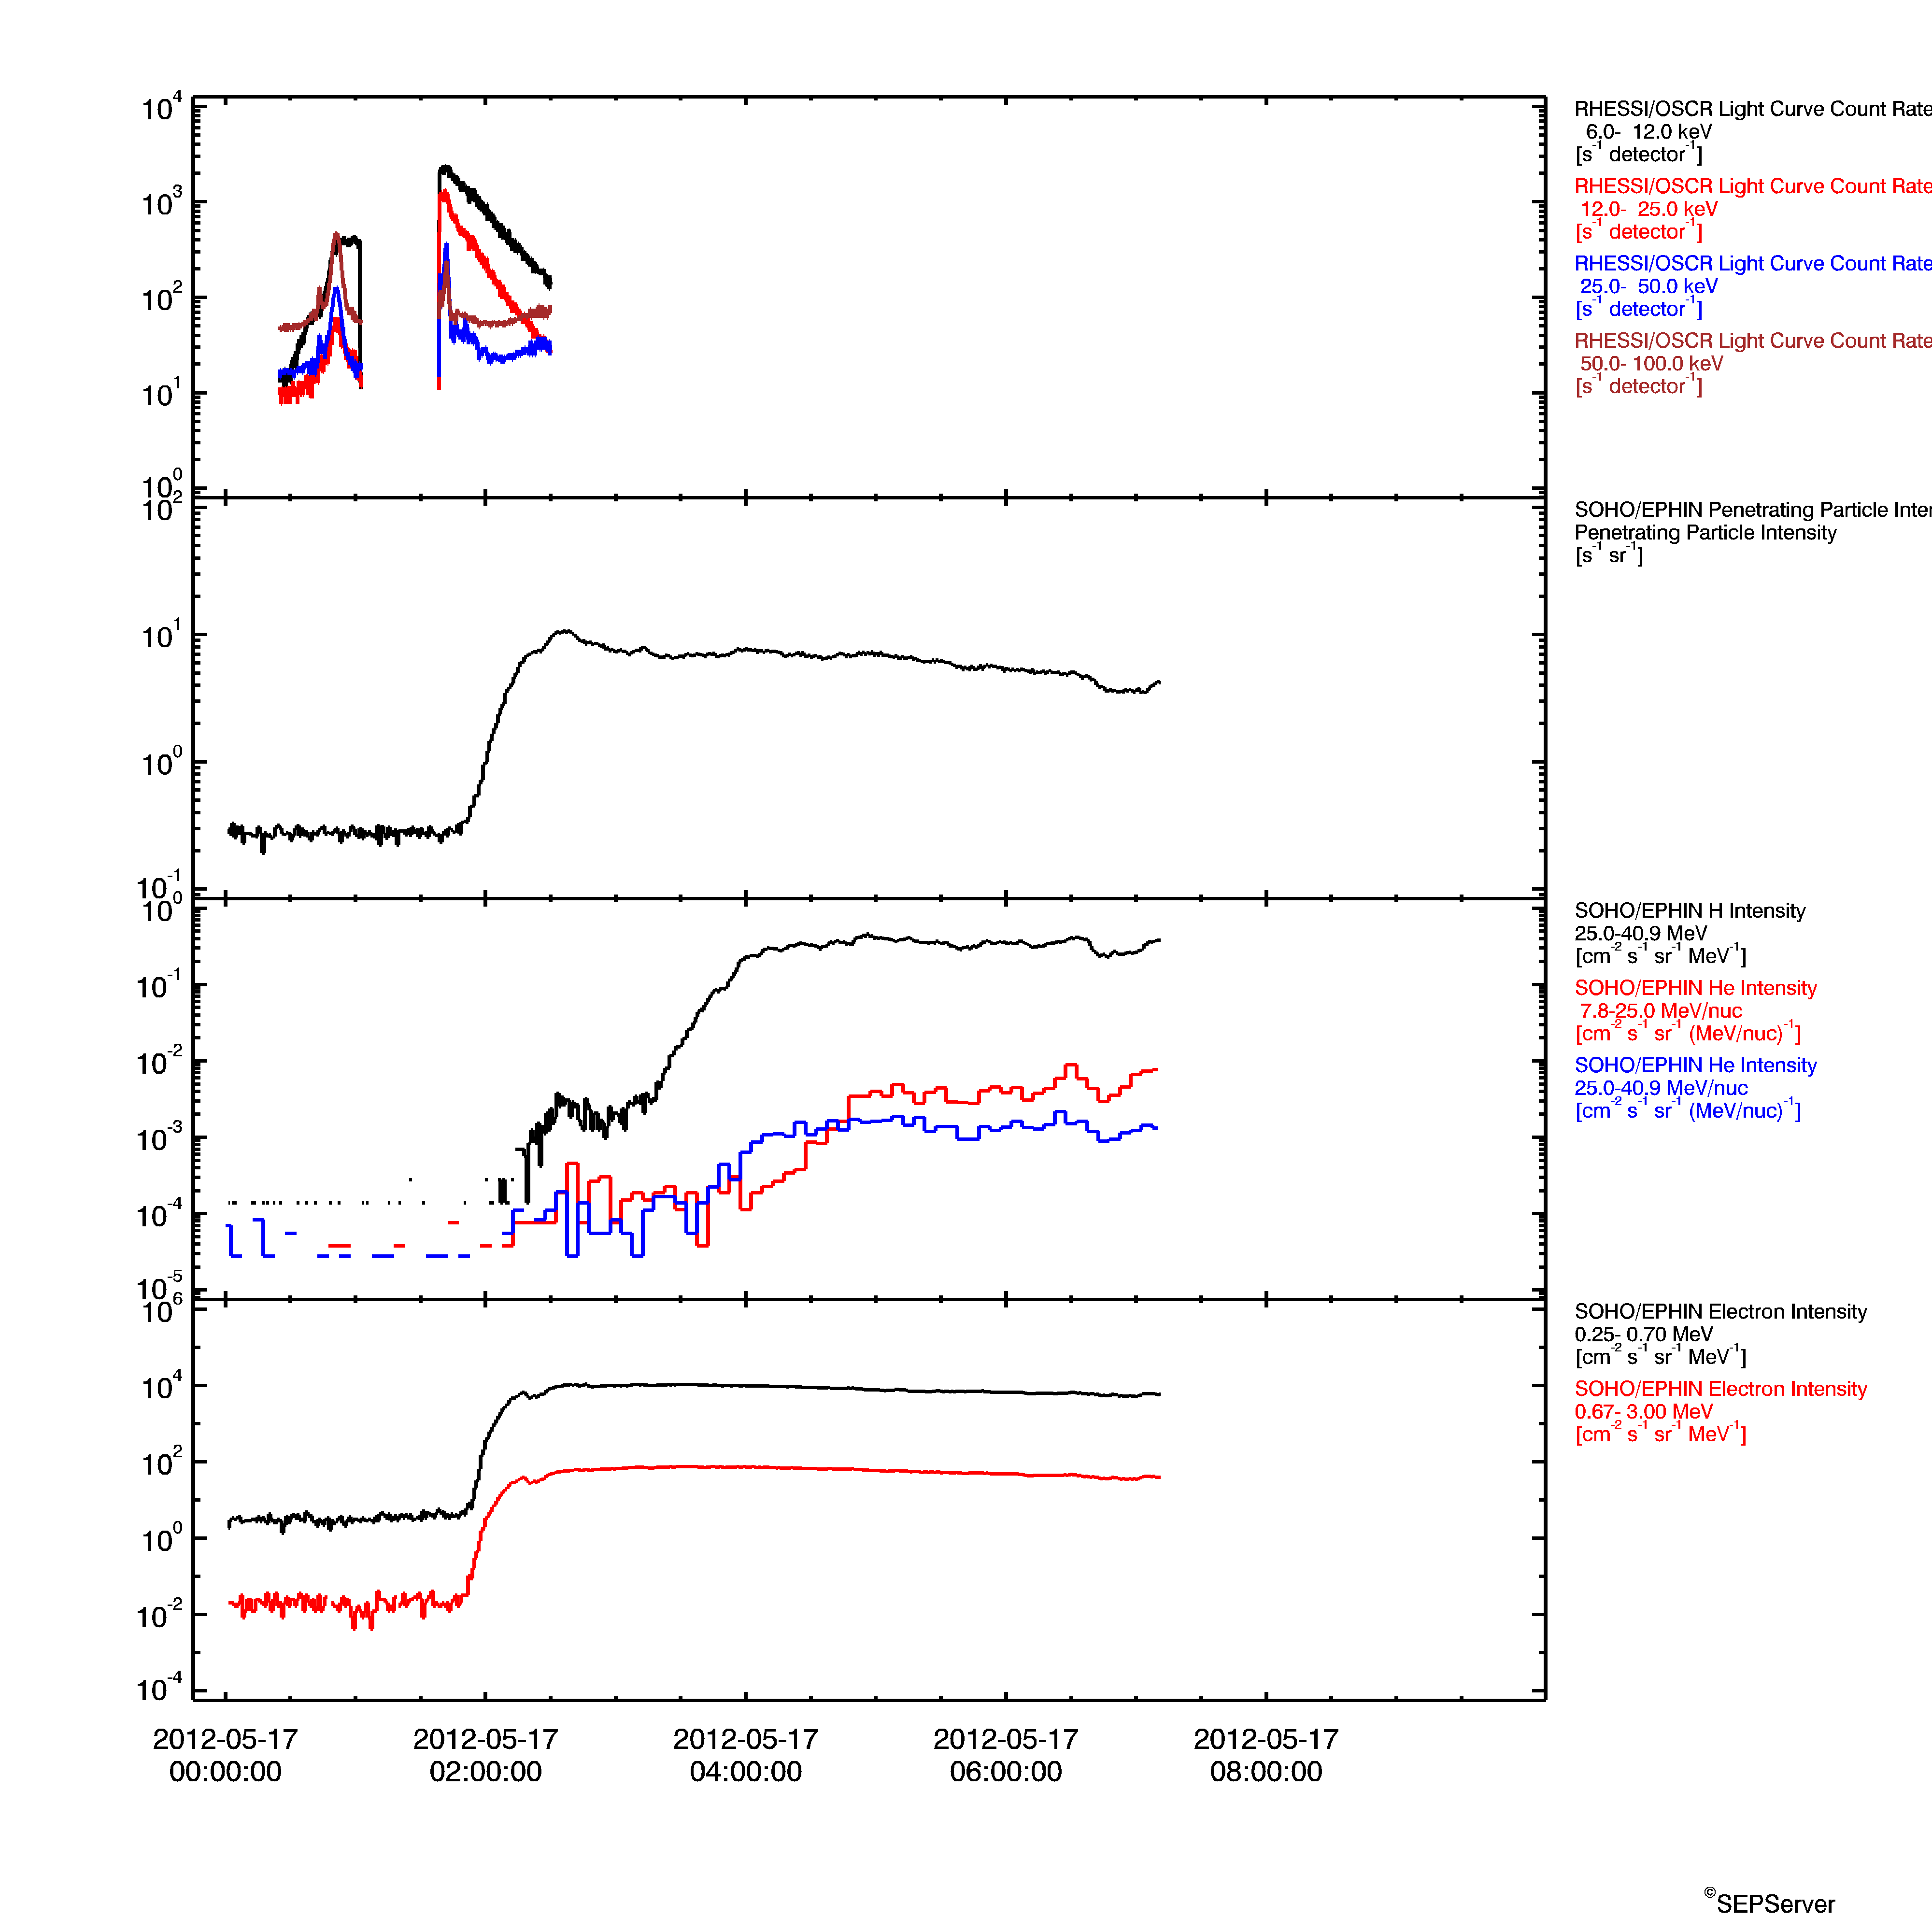 10^4
10^3
10^2
10^1
10^0
RHESSI/OSCR Light Curve Count Rate
6.0- 12.0 keV
[s^-1 detector^-1]
RHESSI/OSCR Light Curve Count Rate
12.0- 25.0 keV
[s^-1 detector^-1]
RHESSI/OSCR Light Curve Count Rate
25.0- 50.0 keV
[s^-1 detector^-1]
RHESSI/OSCR Light Curve Count Rate
50.0- 100.0 keV
[s^-1 detector^-1]
10^2
10^1
10^0
10^-1
SOHO/EPHIN Penetrating Particle Inte
Penetrating Particle Intensity
[s^-1 sr^-1]
10^0
10^-1
10^-2
10^-3
10^-4
10^-5
SOHO/EPHIN H Intensity
25.0-40.9 MeV
[cm^-2 s^-1 sr^-1 MeV^-1]
SOHO/EPHIN He Intensity
7.8-25.0 MeV/nuc
[cm^-2 s^-1 sr^-1 (MeV/nuc)^-1]
SOHO/EPHIN He Intensity
25.0-40.9 MeV/nuc
[cm^-2 s^-1 sr^-1 (MeV/nuc)^-1]
10^6
10^4
10^2
10^0
10^-2
10^-4
SOHO/EPHIN Electron Intensity
0.25- 0.70 MeV
[cm^-2 s^-1 sr^-1 MeV^-1]
SOHO/EPHIN Electron Intensity
0.67- 3.00 MeV
[cm^-2 s^-1 sr^-1 MeV^-1]
2012-05-17 2012-05-17 2012-05-17 2012-05-17 2012-05-17
00:00:00 02:00:00 04:00:00 06:00:00 08:00:00
©SEPServer